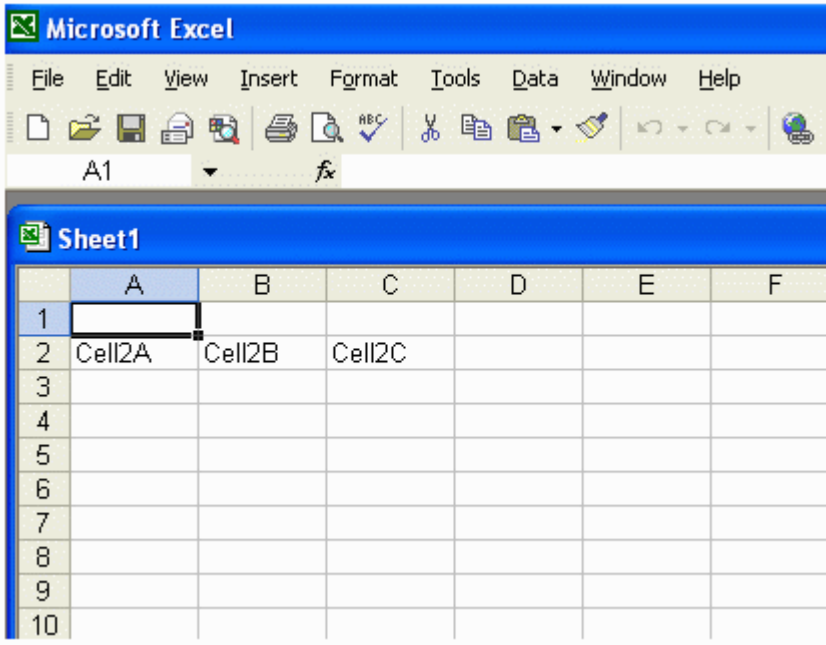 Microsoft Excel
File Edit View Insert Format Tools Data Window Help
ABC
A1 fx
Sheet1
A B C D E F
1
2 Cell2A Cell2B Cell2C
3
4
5
6
7
8
9
10